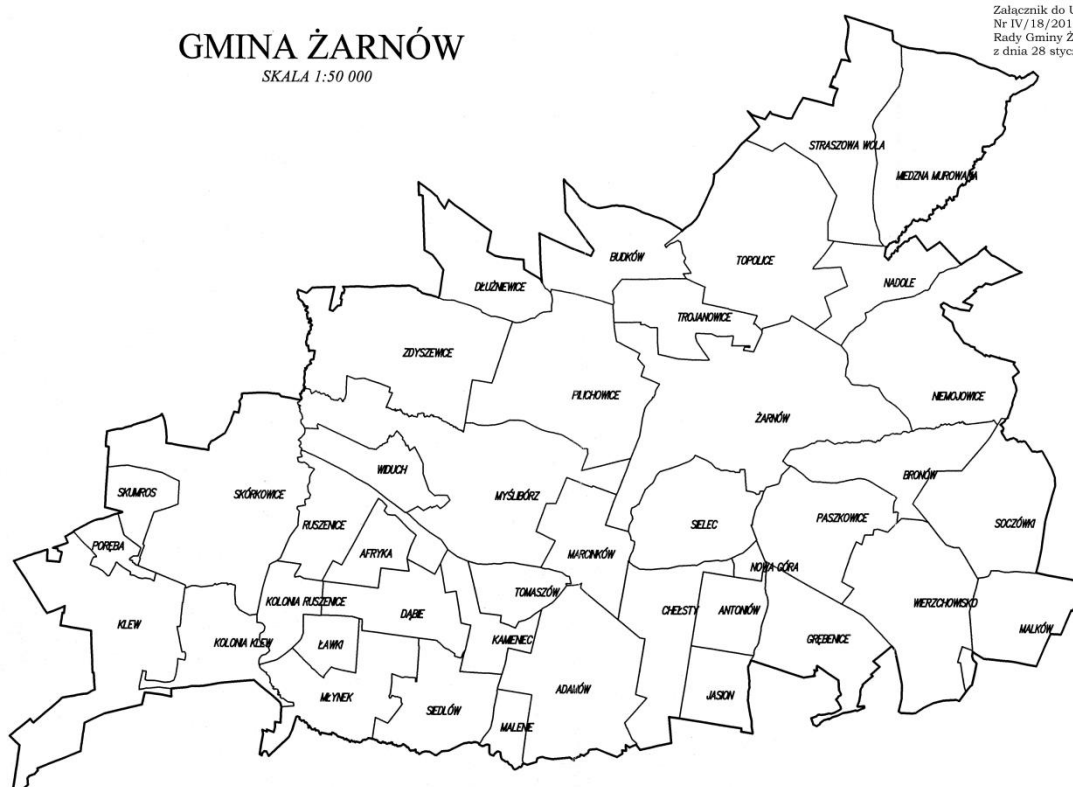 GMINA ŻARNÓW
SKALA 1:50 000
Załącznik do
Nr IV/18/201
Rady Gminy Ż
z dnia 28 stycz
STRASZOWA WOLA
MIEDZNA MUROWANA
BUDKÓW
TOPOLICE
DŁUŻNIEWICE
NADOLE
TROJANOWICE
ZDYSZEWICE
PILICHOWICE
NIEMOJOWICE
ŻARNÓW
WIDUCH
BRONÓW
SKUMROS
SKÓRKOWICE
MYŚLIBÓRZ
PASZKOWICE
RUSZENICE
SIELEC
SOCZÓWKI
PORĘBA
AFRYKA
MARCINKÓW
NOWA GÓRA
KOLONIA RUSZENICE
TOMASZÓW
WIERZCHOWISKO
DĄBIE
CHEŁSTY
ANTONIÓW
KLEW
MALKÓW
KOLONIA KLEW
ŁAWKI
KAMIENIEC
GRĘBENICE
ADAMÓW
MŁYNEK
JASION
SIEDLÓW
MALENIE